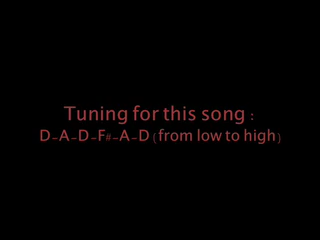 Tuning for this song :
D-A-D-F#-A-D (from low to high)